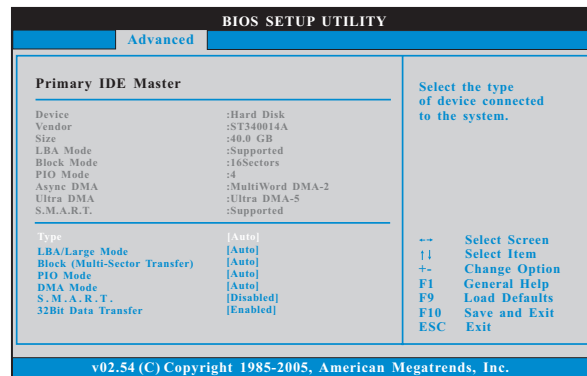 BIOS SETUP UTILITY
Advanced
Primary IDE Master
Device :Hard Disk
Vendor :ST340014A
Size :40.0 GB
LBA Mode :Supported
Block Mode :16Sectors
PIO Mode :4
Async DMA :MultiWord DMA-2
Ultra DMA :Ultra DMA-5
S.M.A.R.T. :Supported
Type [Auto]
LBA/Large Mode [Auto]
Block (Multi-Sector Transfer) [Auto]
PIO Mode [Auto]
DMA Mode [Auto]
S.M.A.R.T. [Disabled]
32Bit Data Transfer [Enabled]
Select the type
of device connected
to the system.
←→ Select Screen
↑↓ Select Item
+- Change Option
F1 General Help
F9 Load Defaults
F10 Save and Exit
ESC Exit
v02.54 (C) Copyright 1985-2005, American Megatrends, Inc.